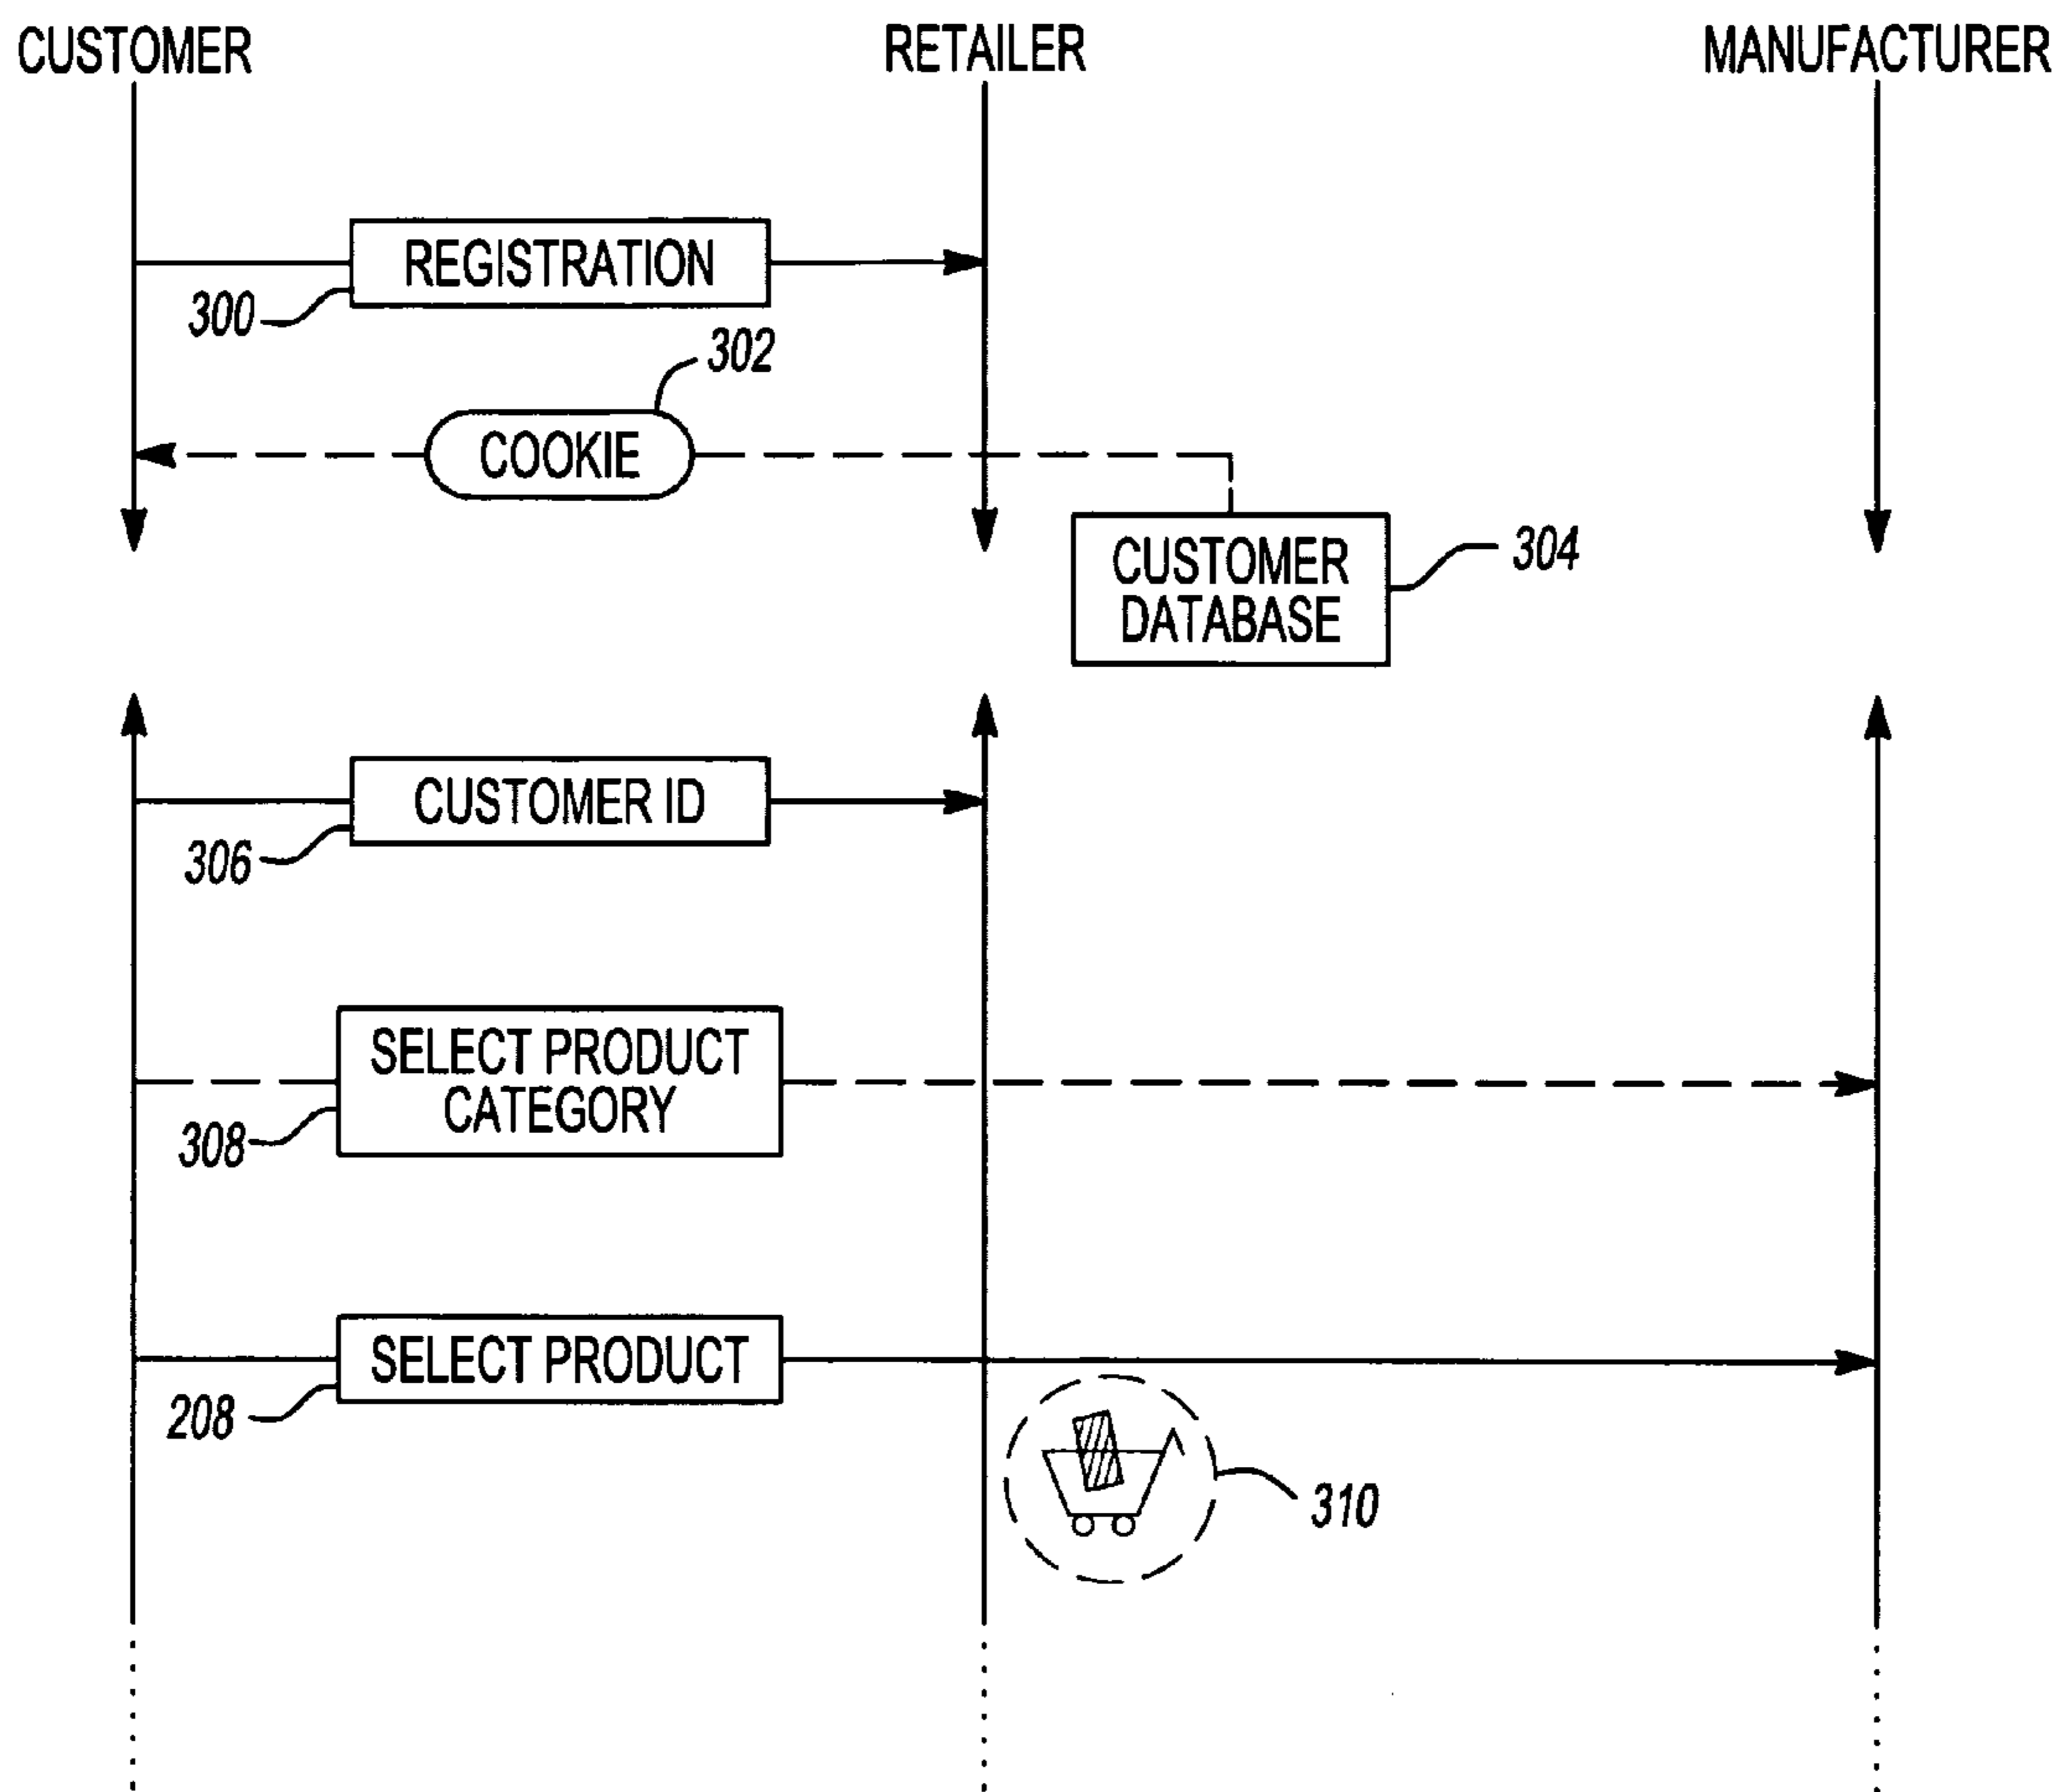 CUSTOMER
RETAILER
MANUFACTURER
REGISTRATION
300
302
COOKIE
CUSTOMER
DATABASE
304
CUSTOMER ID
306
SELECT PRODUCT
CATEGORY
308
SELECT PRODUCT
208
310